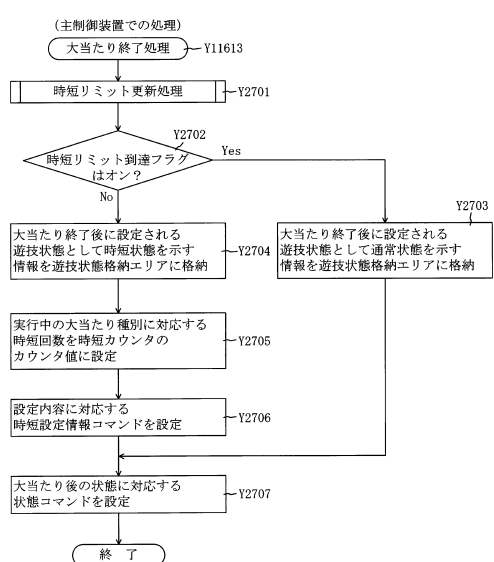 (主制御装置での処理)
大当たり終了処理
Y11613
時短リミット更新処理
Y2701
Y2702
時短リミット到達フラグ
はオン?
Yes
No
Y2703
大当たり終了後に設定される
遊技状態として時短状態を示す
情報を遊技状態格納エリアに格納
Y2704
大当たり終了後に設定される
遊技状態として通常状態を示す
情報を遊技状態格納エリアに格納
実行中の大当たり種別に対応する
時短回数を時短カウンタの
カウンタ値に設定
Y2705
設定内容に対応する
時短設定情報コマンドを設定
Y2706
大当たり後の状態に対応する
状態コマンドを設定
Y2707
終 了